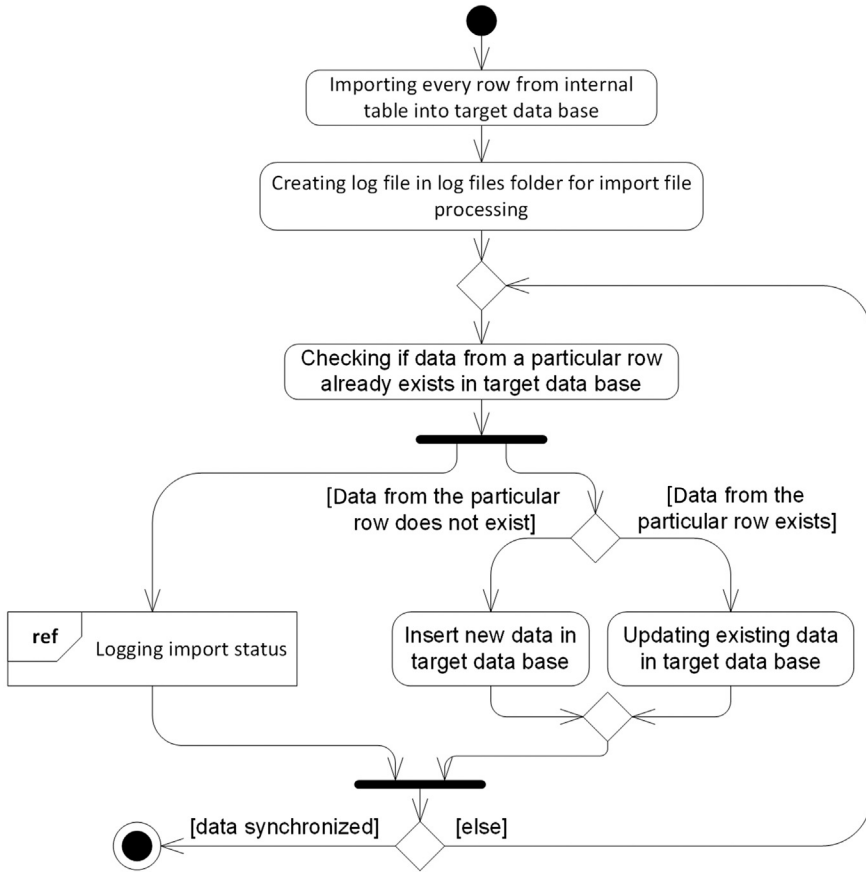 Importing every row from internal
table into target data base
Creating log file in log files folder for import file
processing
Checking if data from a particular row
already exists in target data base
[Data from the particular
row does not exist]
[Data from the
particular row exists]
ref
Logging import status
Insert new data in
target data base
Updating existing data
in target data base
[data synchronized]
[else]